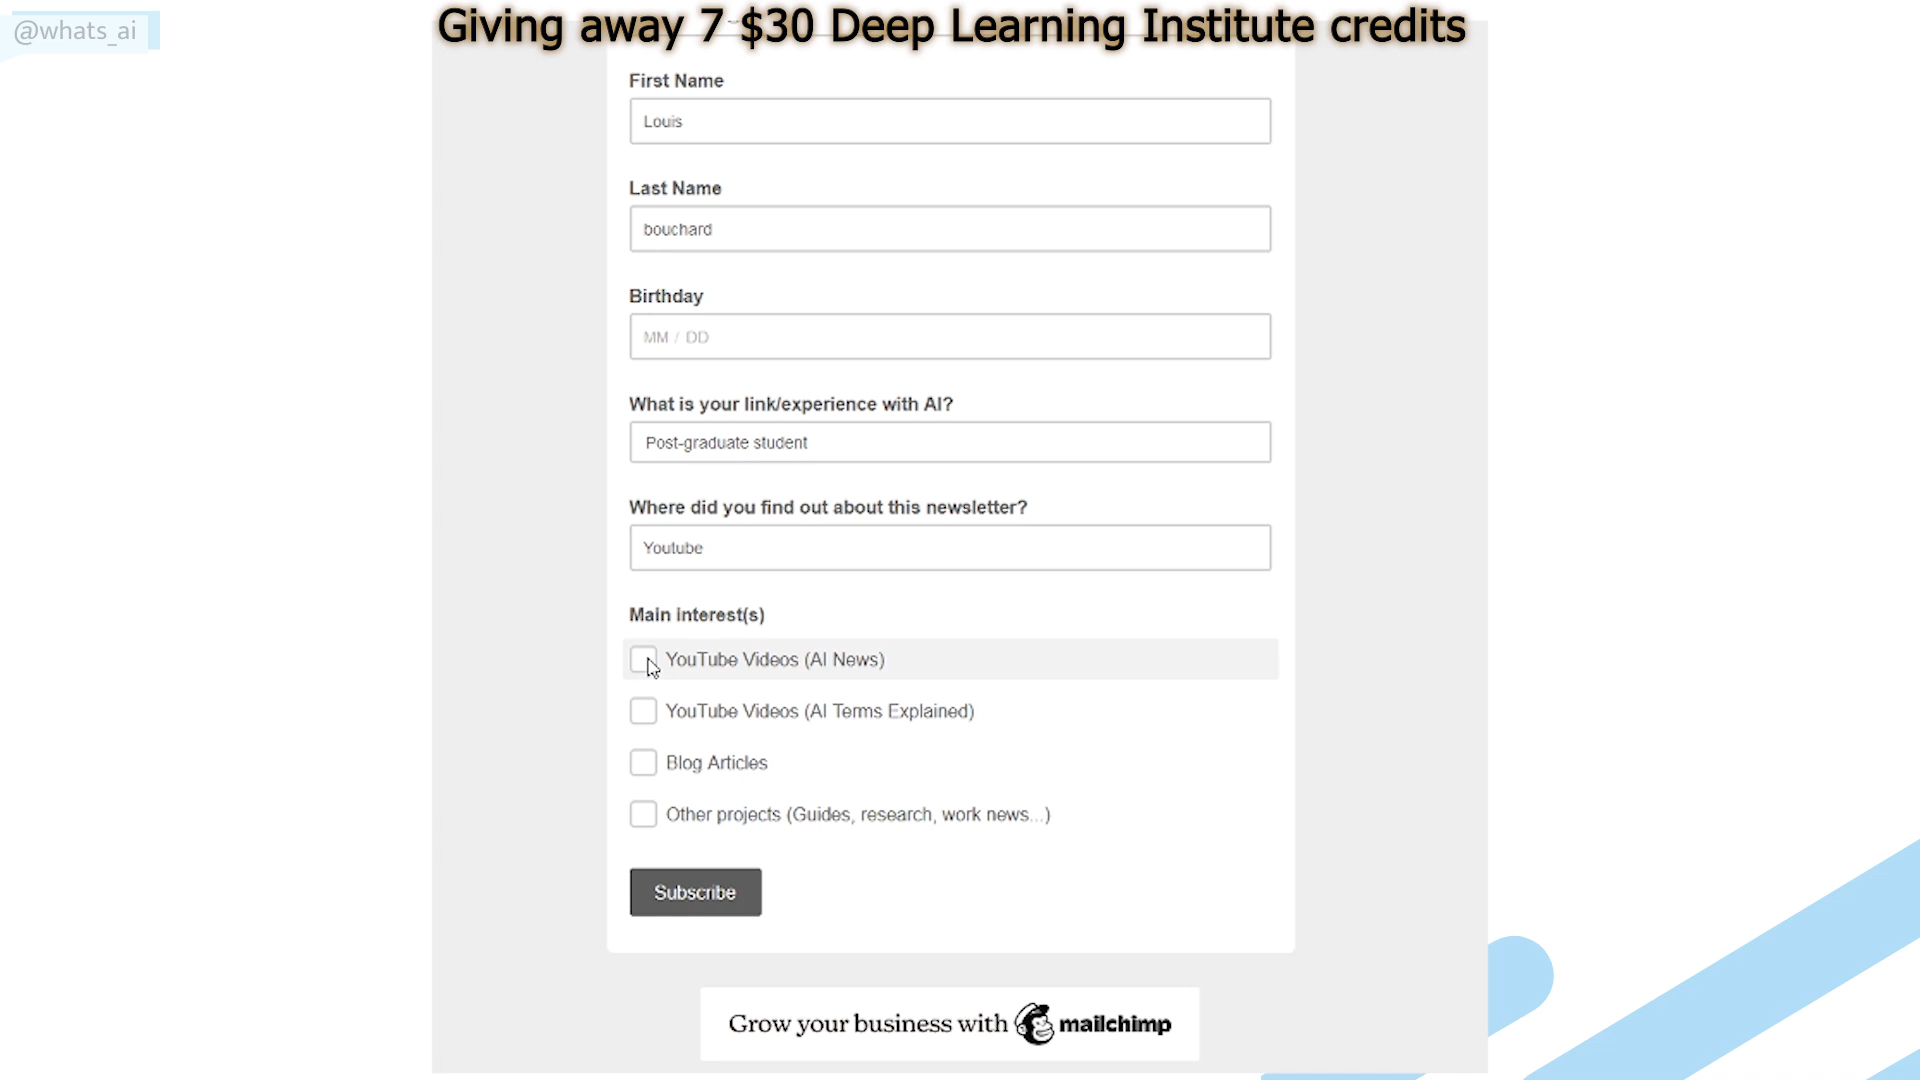 @whats_ai
Giving away 7 $30 Deep Learning Institute credits
First Name
Louis
Last Name
bouchard
Birthday
MM / DD
What is your link/experience with AI?
Post-graduate student
Where did you find out about this newsletter?
Youtube
Main interest(s)
YouTube Videos (AI News)
YouTube Videos (AI Terms Explained)
Blog Articles
Other projects (Guides, research, work news...)
Subscribe
Grow your business with mailchimp